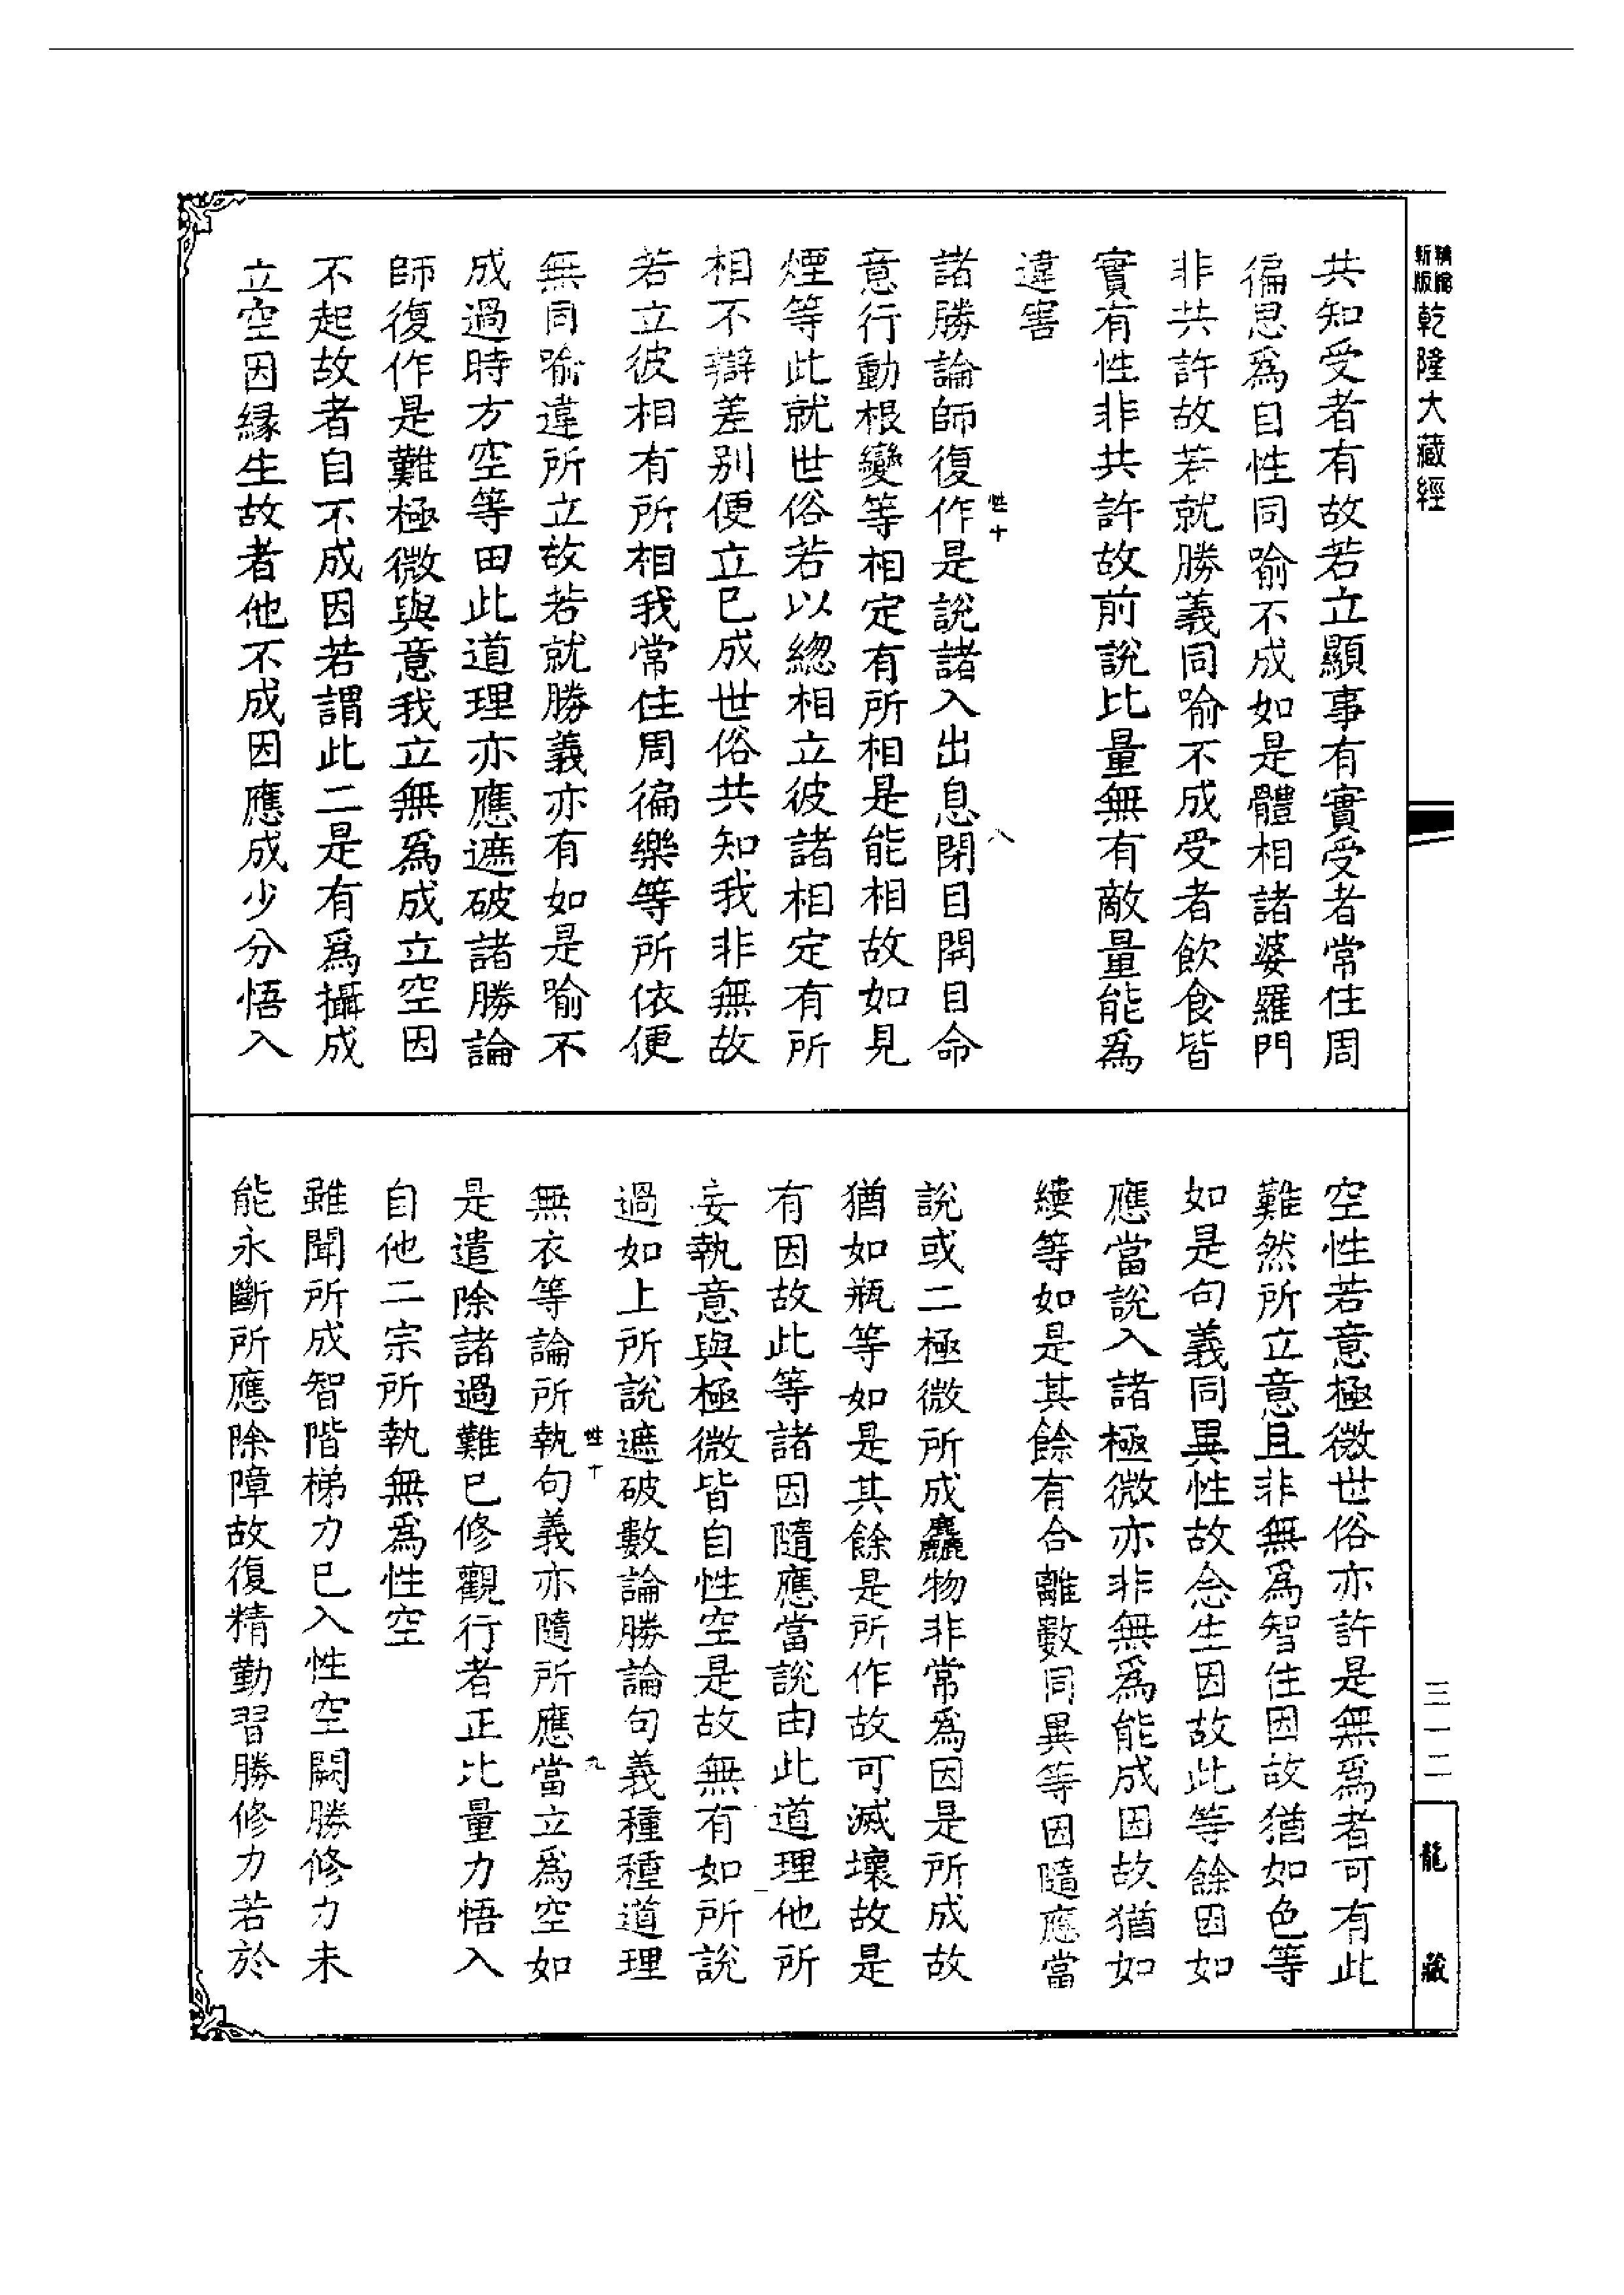 精編
新版
乾隆大藏經
共知受者有故若立顯事有實受者常住周
徧思爲自性同喻不成如是體相諸婆羅門
非共許故若就勝義同喻不成受者飲食皆
實有性非共許故前說比量無有敵量能爲
違害
姓十
八
諸勝論師復作是說諸入出息閉目開目命
意行動根變等相定有所相是能相故如見
煙等此就世俗若以總相立彼諸相定有所
相不辯差別便立已成世俗共知我非無故
若立彼相有所相我常住周徧樂等所依便
無同喻違所立故若就勝義亦有如是喻不
成過時方空等由此道理亦應遮破諸勝論
師復作是難極微與意我立無爲成立空因
不起故者自不成因若謂此二是有爲攝成
立空因緣生故者他不成因應成少分悟入
空性若意極微世俗亦許是無爲者可有此
難然所立意且非無爲智住因故猶如色等
如是句義同異性故念生因故此等餘因如
應當說入諸極微亦非無爲能成因故猶如
縷等如是其餘有合離數同異等因隨應當
說或二極微所成麤物非常爲因是所成故
猶如瓶等如是其餘是所作故可滅壞故是
有因故此等諸因隨應當說由此道理他所
妄執意與極微皆自性空是故無有如所說
過如上所說遮破數論勝論句義種種道理
姓十
九
無衣等論所執句義亦隨所應當立爲空如
是遣除諸過難已修觀行者正比量力悟入
自他二宗所執無爲性空
雖聞所成智階梯力已入性空闕勝修力未
能永斷所應除障故復精勤習勝修力若於
三一二
龍藏